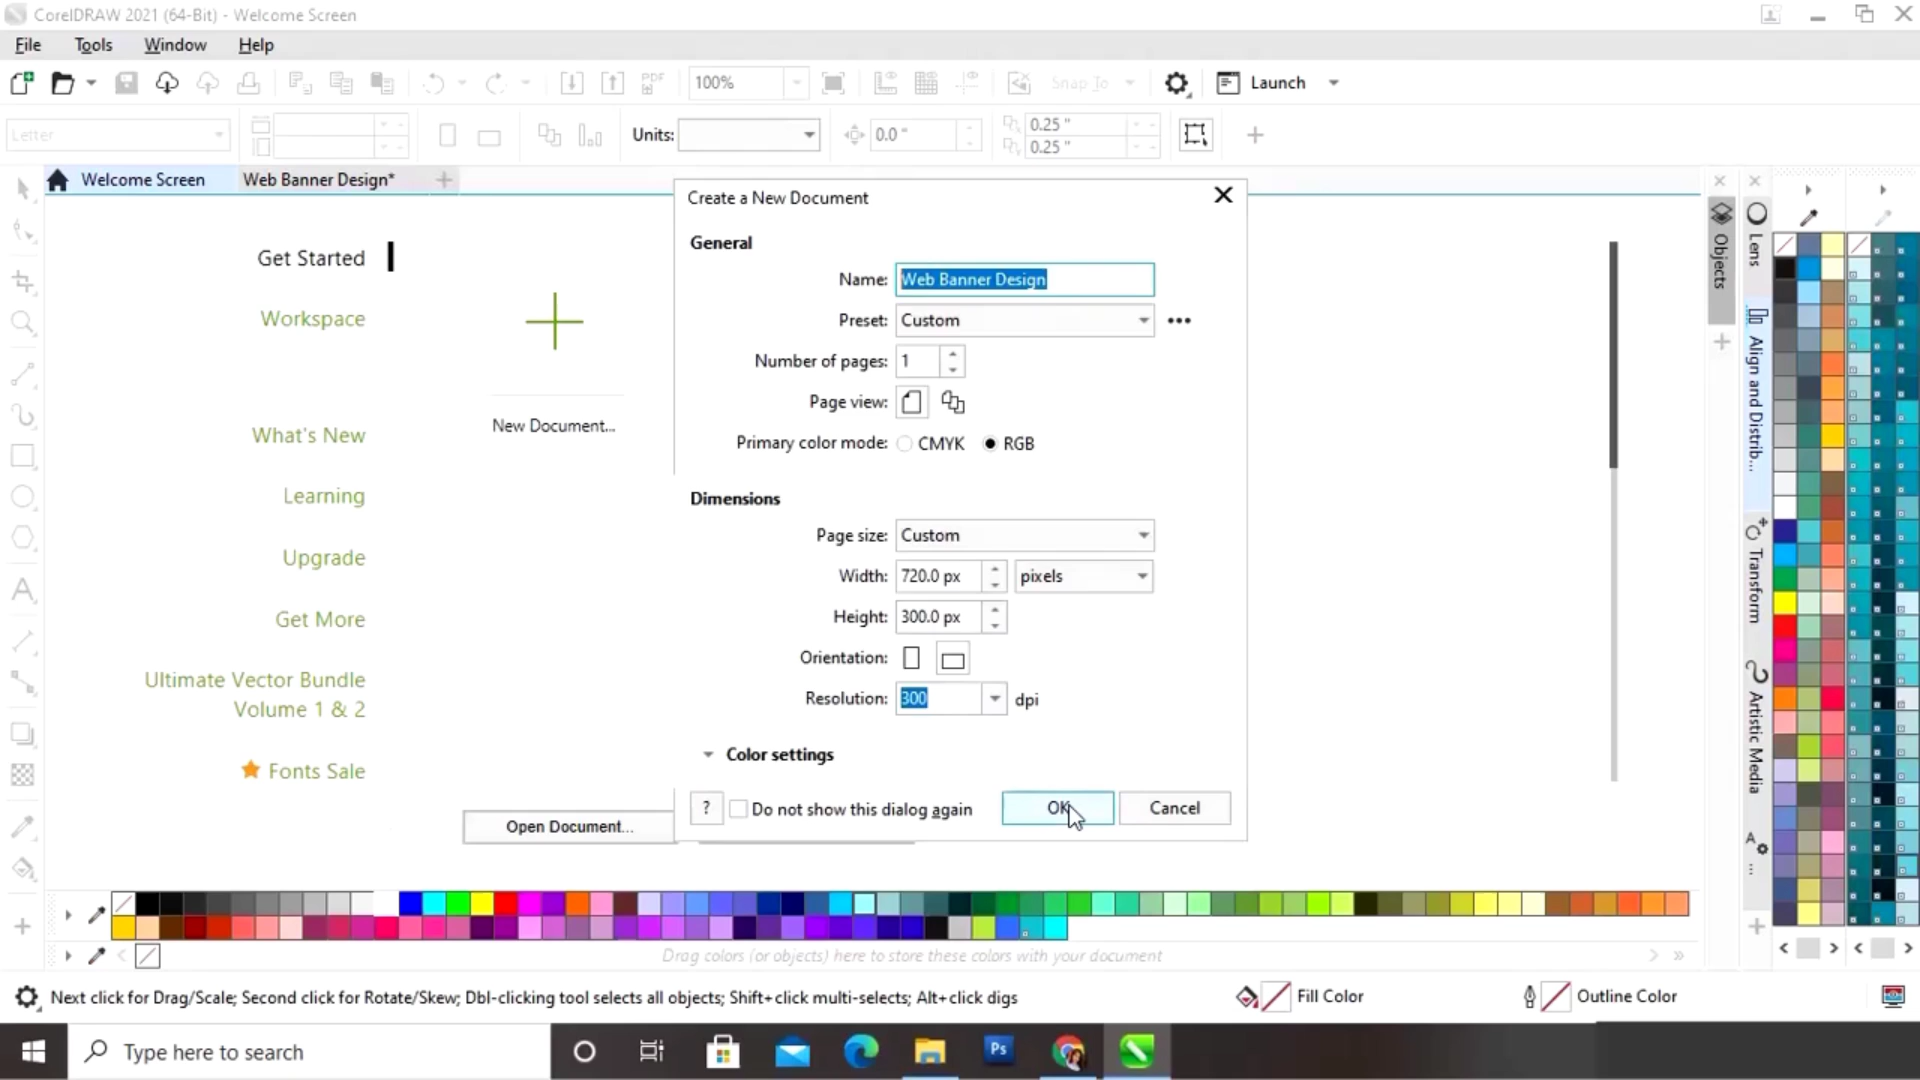 CorelDRAW 2021 (64-Bit) - Welcome Screen
File Tools Window Help
PDF 100% Snap To Launch
Letter Units: 0.0 " 0.25 "
0.25 "
Welcome Screen Web Banner Design*
Create a New Document
General
Name: Web Banner Design
Preset: Custom
Number of pages: 1
Page view:
Primary color mode: CMYK RGB
Dimensions
Page size: Custom
Width: 720.0 px pixels
Height: 300.0 px
Orientation:
Resolution: 300 dpi
Color settings
? Do not show this dialog again OK Cancel
Get Started
Workspace
What's New
Learning
Upgrade
Get More
Ultimate Vector Bundle
Volume 1 & 2
Fonts Sale
New Document...
Open Document...
Objects
Lens
Align and Distrib...
Transform
Artistic Media
...
Drag colors (or objects) here to store these colors with your document
Next click for Drag/Scale; Second click for Rotate/Skew; Dbl-clicking tool selects all objects; Shift+click multi-selects; Alt+click digs
Fill Color Outline Color
Type here to search
Ps